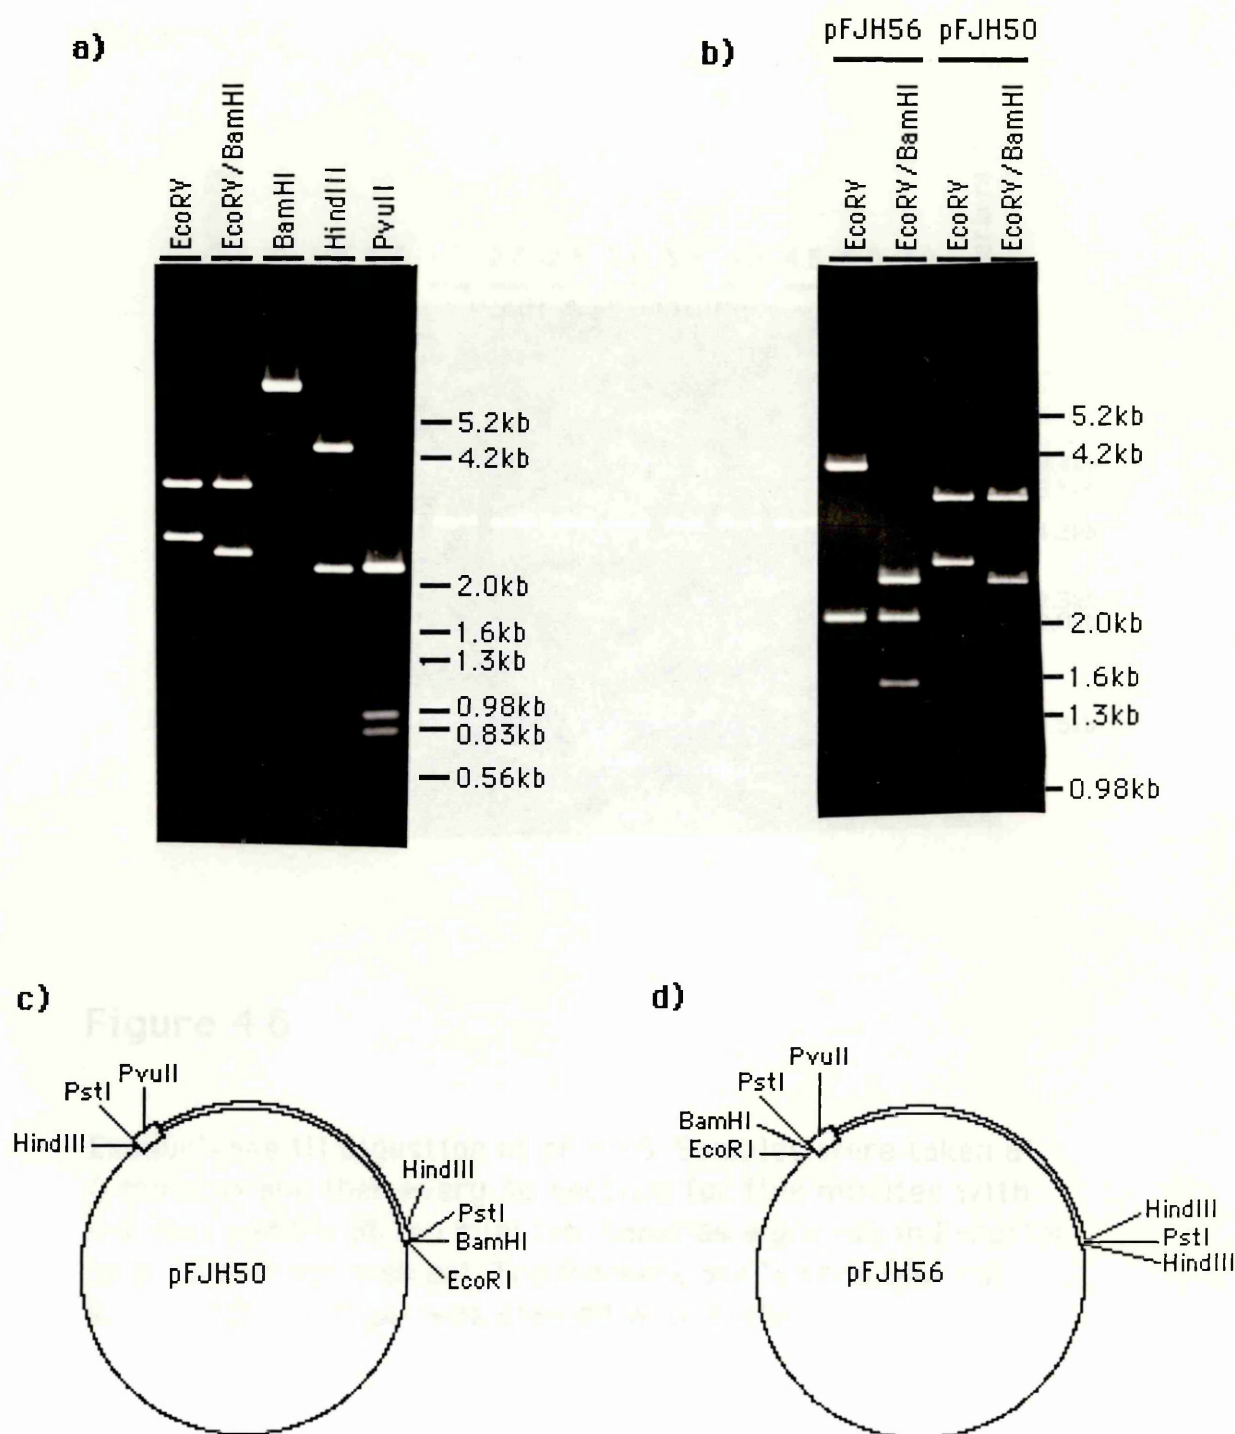 a)
EcoRV
EcoRV/BamHI
BamHI
HindIII
PvuII
5.2kb
4.2kb
2.0kb
1.6kb
1.3kb
0.98kb
0.83kb
0.56kb
b)
pFJH56
pFJH50
EcoRV
EcoRV/BamHI
EcoRV
EcoRV/BamHI
5.2kb
4.2kb
2.0kb
1.6kb
1.3kb
0.98kb
c)
Figure 4.6
PvuII
PstI
HindIII
HindIII
PstI
BamHI
EcoRI
pFJH50
d)
PvuII
PstI
BamHI
EcoRI
HindIII
PstI
HindIII
pFJH56